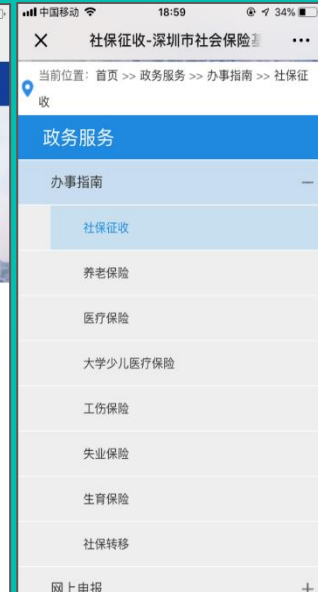 中国移动 18:59 34%
社保征收-深圳市社会保险
当前位置：首页 >> 政务服务 >> 办事指南 >> 社保征
收
政务服务
办事指南
社保征收
养老保险
医疗保险
大学少儿医疗保险
工伤保险
失业保险
生育保险
社保转移
网上申报